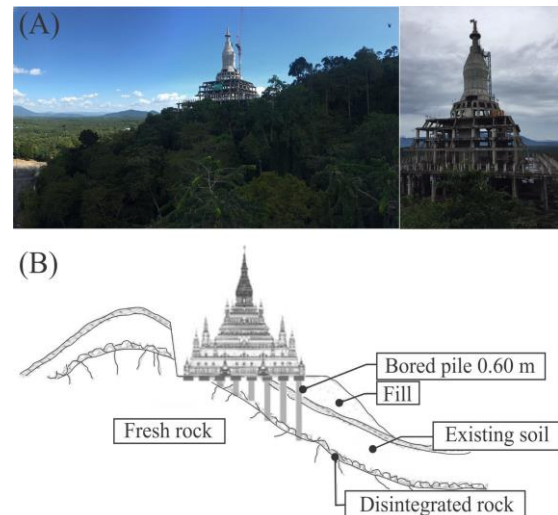 (A)
(B)
Bored pile 0.60 m
Fill
Fresh rock
Existing soil
Disintegrated rock